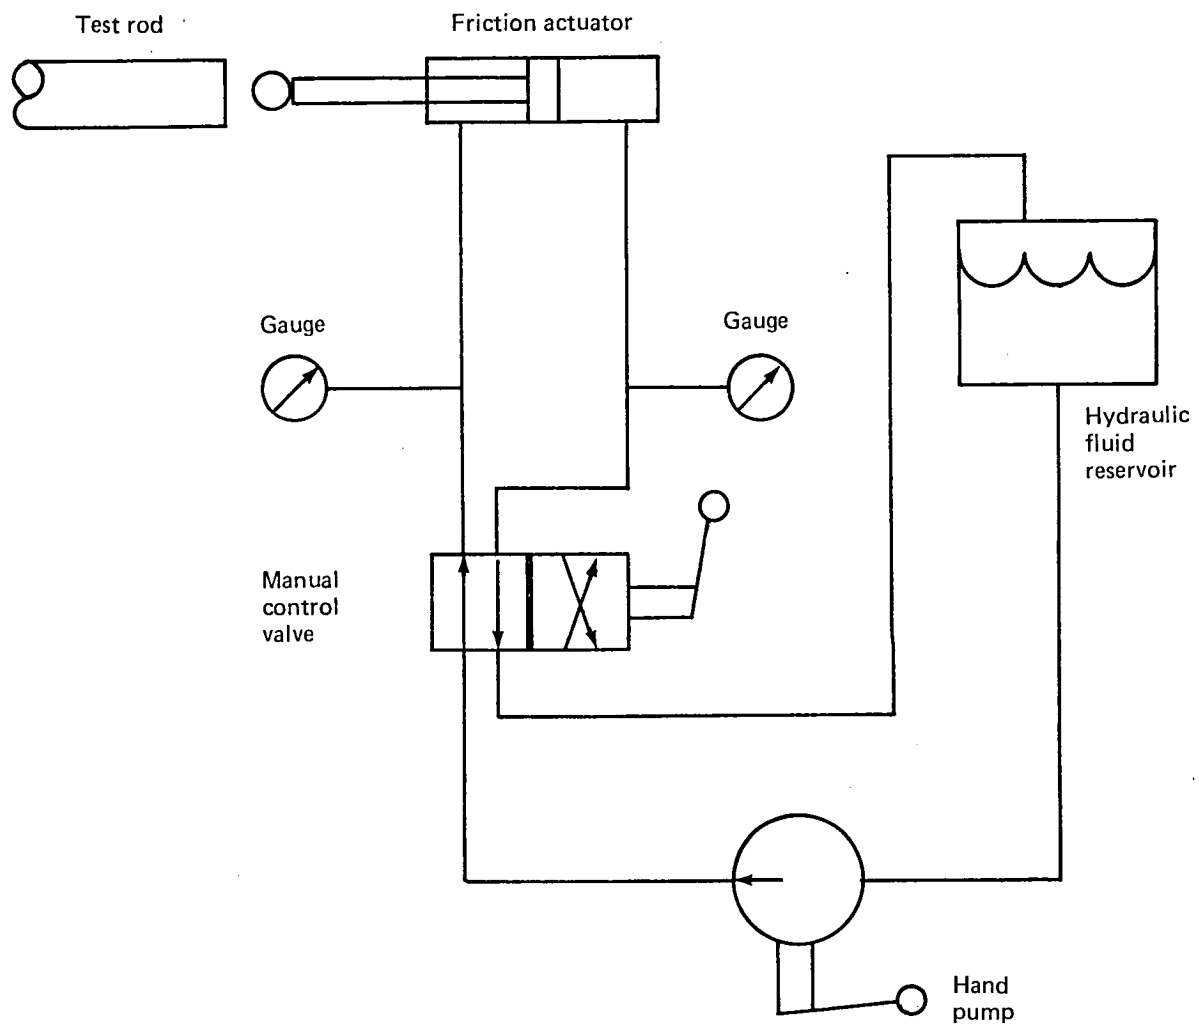 Test rod
Friction actuator
Gauge
Gauge
Hydraulic
fluid
reservoir
Manual
control
valve
Hand
pump